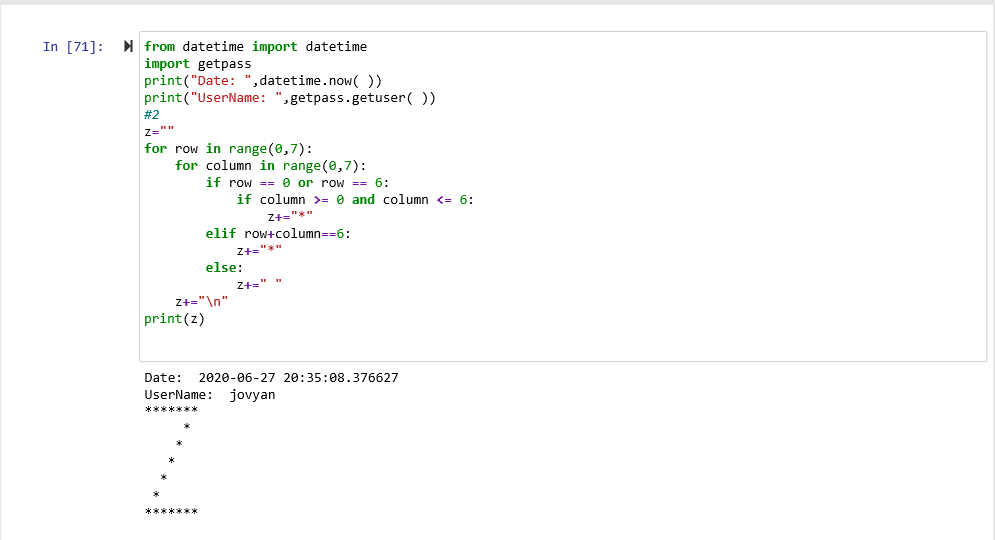 In [71]:
from datetime import datetime
import getpass
print("Date: ",datetime.now( ))
print("UserName: ",getpass.getuser( ))
#2
z=""
for row in range(0,7):
    for column in range(0,7):
        if row == 0 or row == 6:
            if column >= 0 and column <= 6:
                z+="*"
        elif row+column==6:
            z+="*"
        else:
            z+=" "
    z+="\n"
print(z)
Date:  2020-06-27 20:35:08.376627
UserName:  jovyan
*******
     *
    *
   *
  *
 *
*******